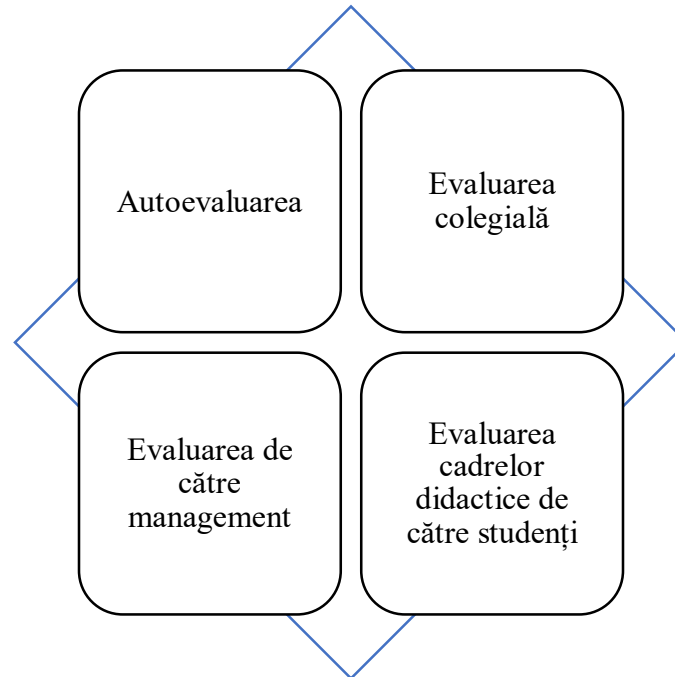 Autoevaluarea
Evaluarea
colegială
Evaluarea de
către
management
Evaluarea
cadrelor
didactice de
către studenți